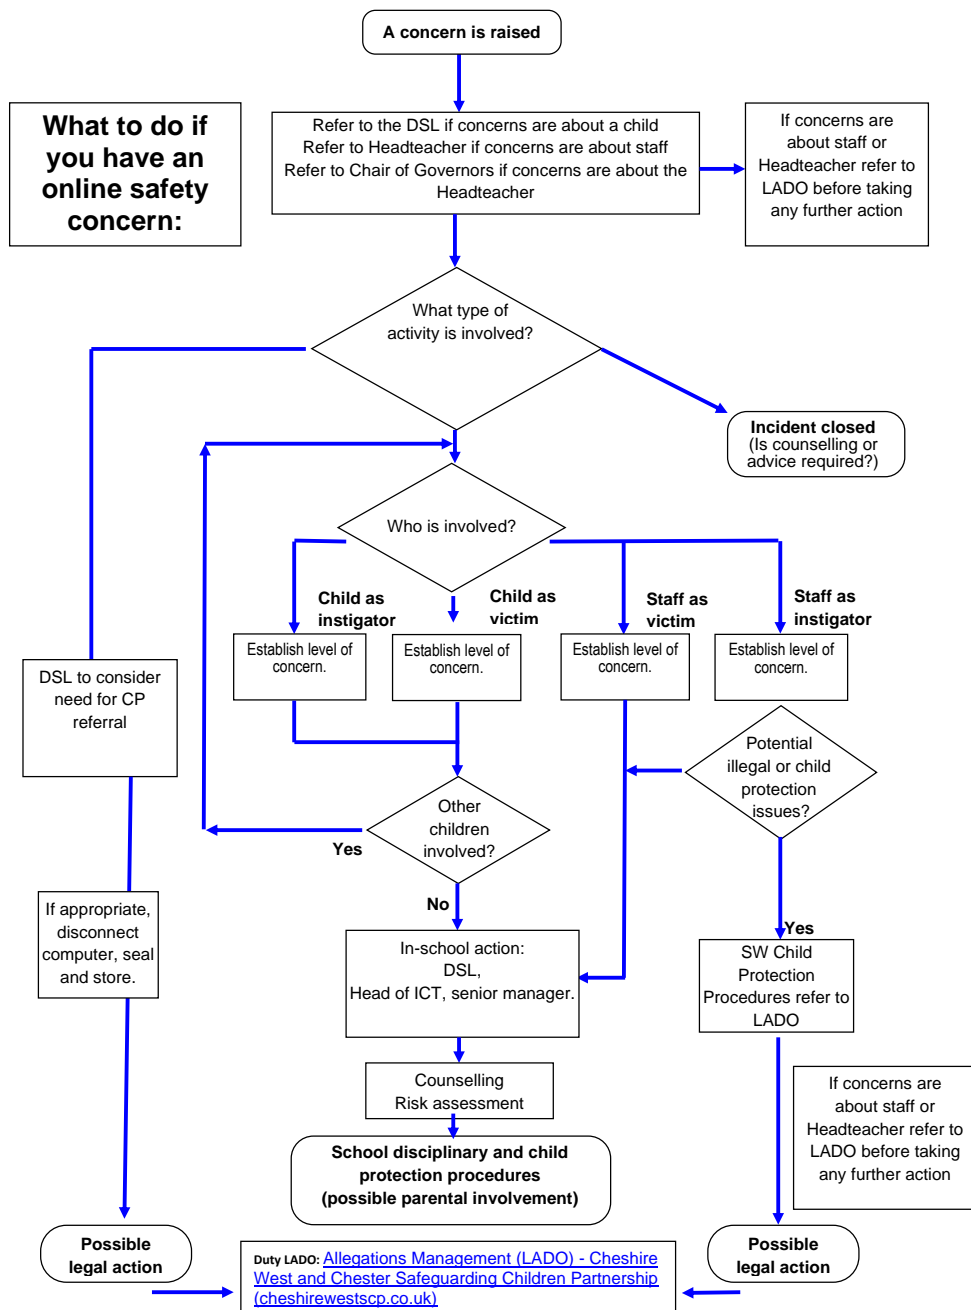 A concern is raised
What to do if
you have an
online safety
concern:
Refer to the DSL if concerns are about a child
Refer to Headteacher if concerns are about staff
Refer to Chair of Governors if concerns are about the
Headteacher
If concerns are
about staff or
Headteacher refer to
LADO before taking
any further action
What type of
activity is involved?
Incident closed
(Is counselling or
advice required?)
Who is involved?
Child as
instigator
Child as
victim
Staff as
victim
Staff as
instigator
Establish level of
concern.
Establish level of
concern.
Establish level of
concern.
Establish level of
concern.
DSL to consider
need for CP
referral
Potential
illegal or child
protection
issues?
Other
children
involved?
Yes
No
If appropriate,
disconnect
computer, seal
and store.
In-school action:
DSL,
Head of ICT, senior manager.
Yes
SW Child
Protection
Procedures refer to
LADO
Counselling
Risk assessment
If concerns are
about staff or
Headteacher refer to
LADO before taking
any further action
School disciplinary and child
protection procedures
(possible parental involvement)
Possible
legal action
Duty LADO: Allegations Management (LADO) - Cheshire
West and Chester Safeguarding Children Partnership
(cheshirewestscp.co.uk)
Possible
legal action